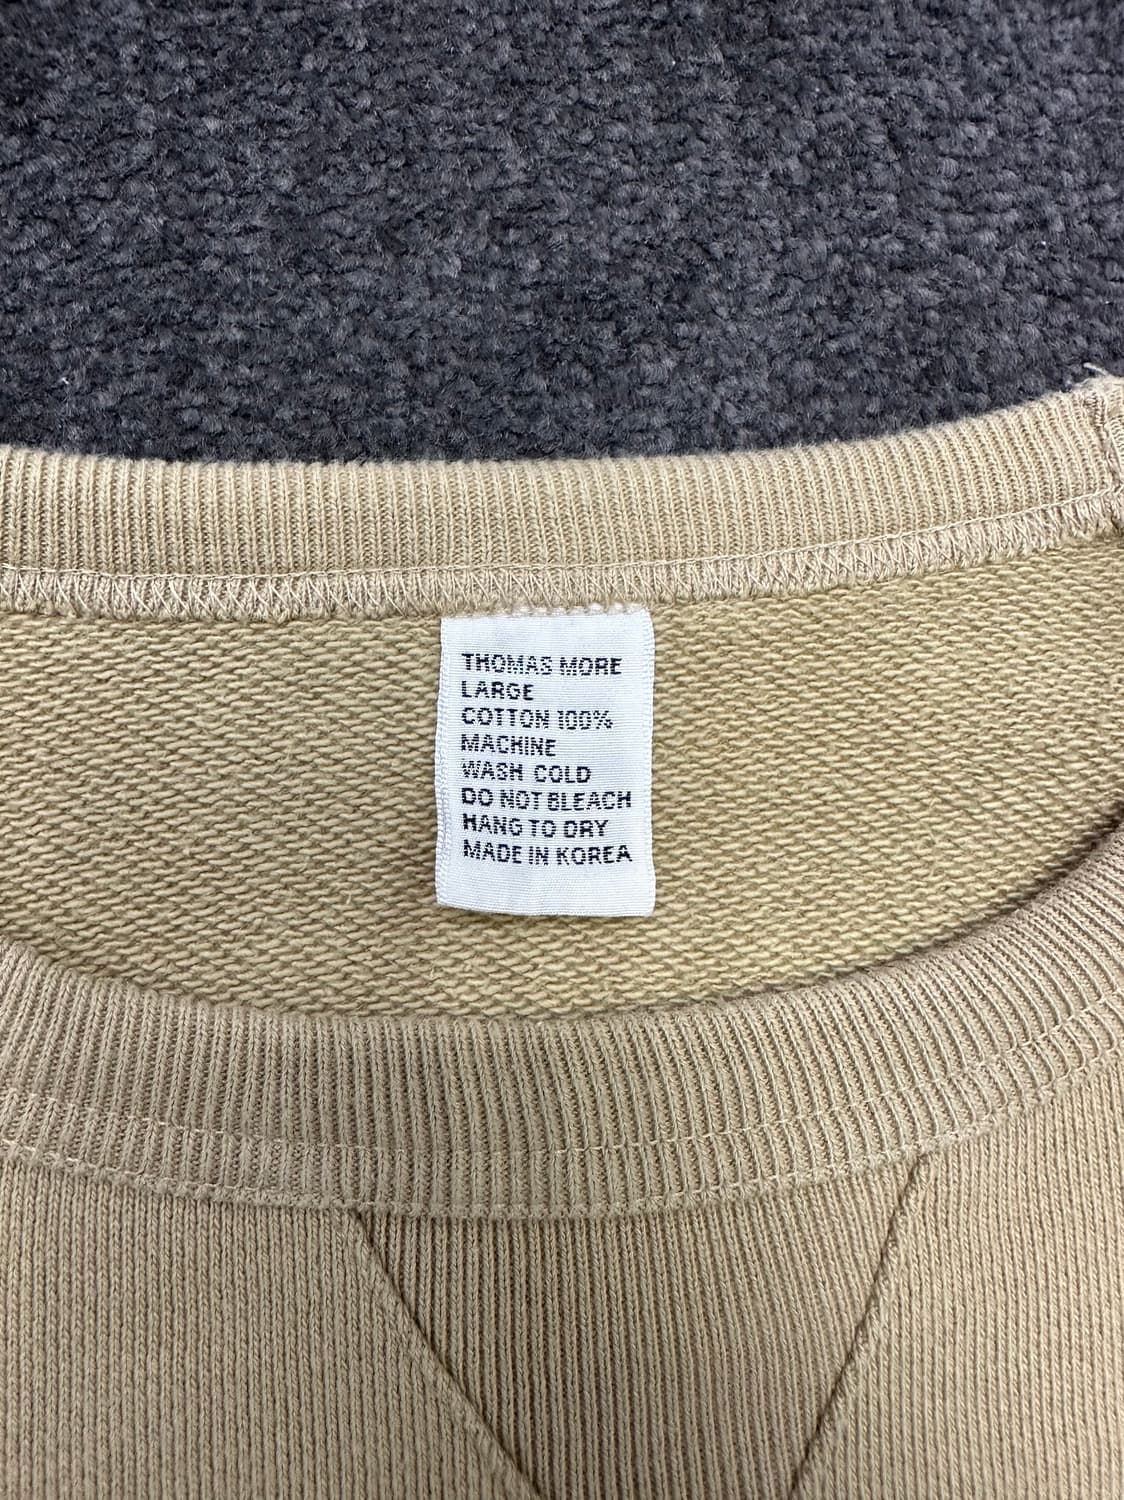 THOMAS MORE
LARGE
COTTON 100%
MACHINE
WASH COLD
DO NOT BLEACH
HANG TO DRY
MADE IN KOREA